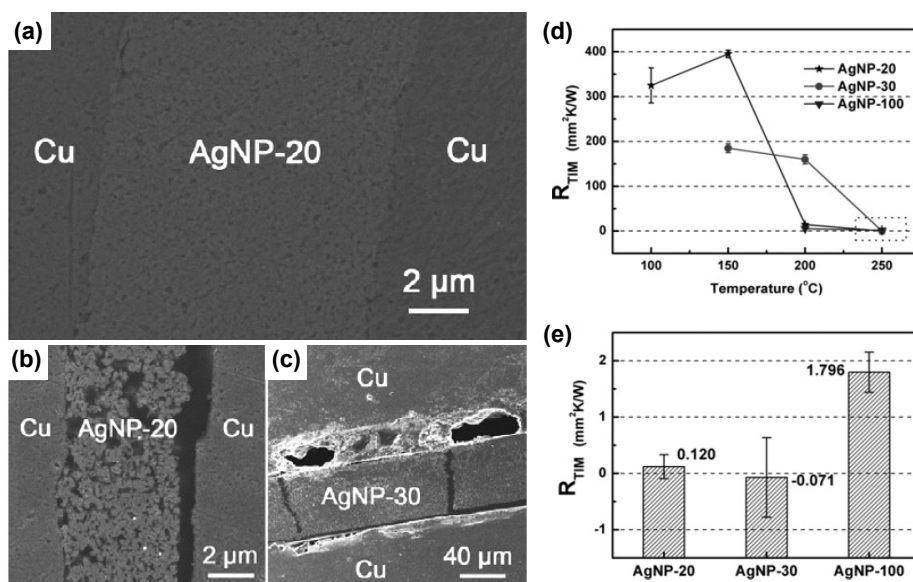 (a)
Cu
AgNP-20
Cu
2 µm
(b)
Cu
AgNP-20
Cu
2 µm
(c)
Cu
AgNP-30
Cu
40 µm
(d)
400
300
200
100
0
R_TIM (mm²K/W)
100 150 200 250
Temperature (°C)
AgNP-20
AgNP-30
AgNP-100
(e)
2
1
0
-1
R_TIM (mm²K/W)
0.120
-0.071
1.796
AgNP-20 AgNP-30 AgNP-100